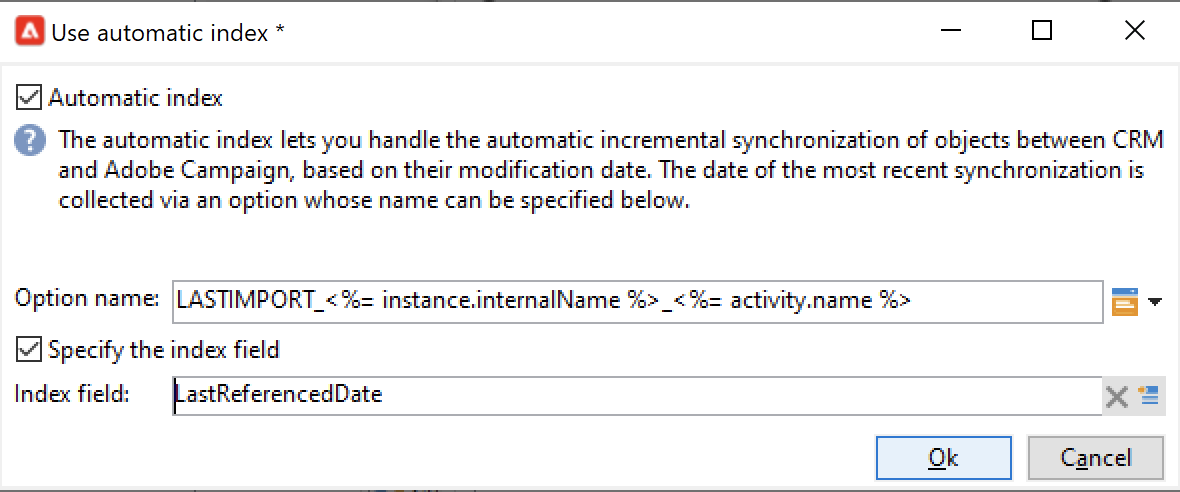 Use automatic index *
Automatic index
The automatic index lets you handle the automatic incremental synchronization of objects between CRM
and Adobe Campaign, based on their modification date. The date of the most recent synchronization is
collected via an option whose name can be specified below.
Option name: LASTIMPORT_<%= instance.internalName %>_<%= activity.name %>
Specify the index field
Index field: LastReferencedDate
Ok Cancel